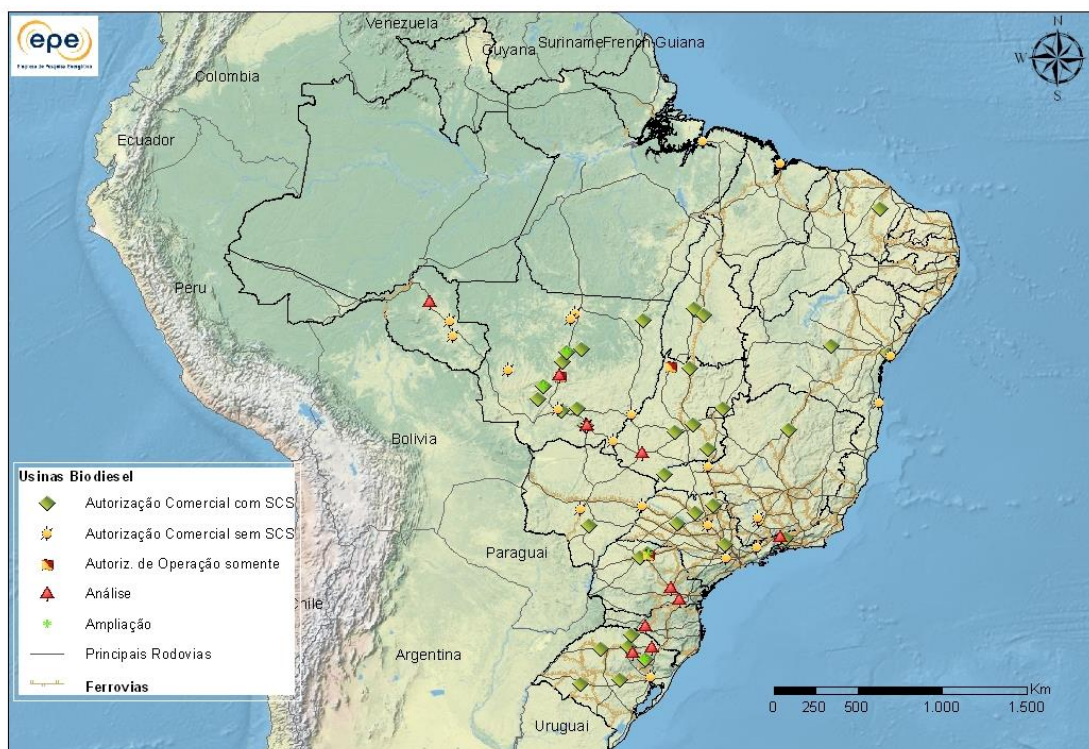 epe
Empresa de Pesquisa Energética
Venezuela
Guyana
Suriname
French Guiana
Colombia
Ecuador
Peru
Bolivia
Paraguai
Chile
Argentina
Uruguai
N
W
E
S
Usinas Biodiesel
Autorização Comercial com SCS
Autorização Comercial sem SCS
Autoriz. de Operação somente
Análise
Ampliação
Principais Rodovias
Ferrovias
Km
0 250 500 1.000 1.500